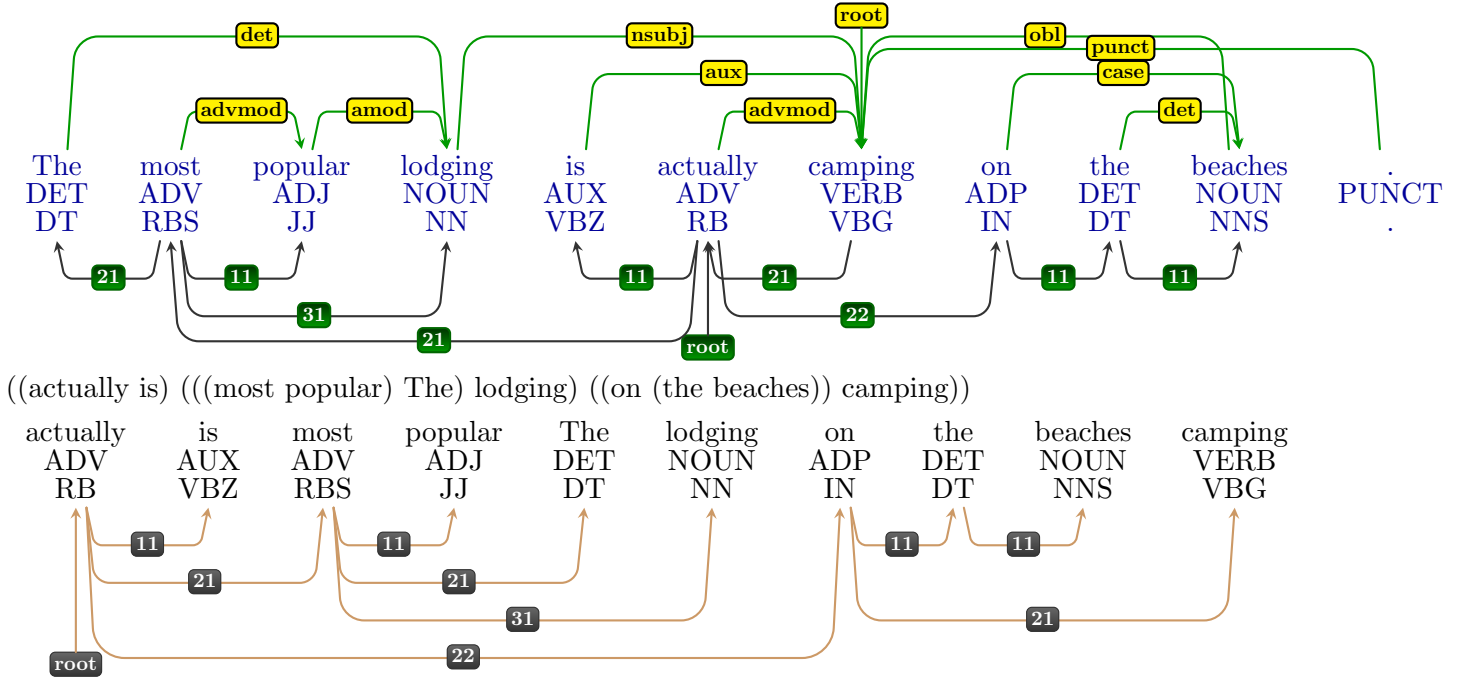 root
det nsubj obl
punct
aux case
advmod amod advmod det
The most popular lodging is actually camping on the beaches .
DET ADV ADJ NOUN AUX ADV VERB ADP DET NOUN PUNCT
DT RBS JJ NN VBZ RB VBG IN DT NNS .
21 11 11 21 11 11
31 22
21 root
((actually is) (((most popular) The) lodging) ((on (the beaches)) camping))
actually is most popular The lodging on the beaches camping
ADV AUX ADV ADJ DET NOUN ADP DET NOUN VERB
RB VBZ RBS JJ DT NN IN DT NNS VBG
11 11 11 11
21 21
31 21
root 22